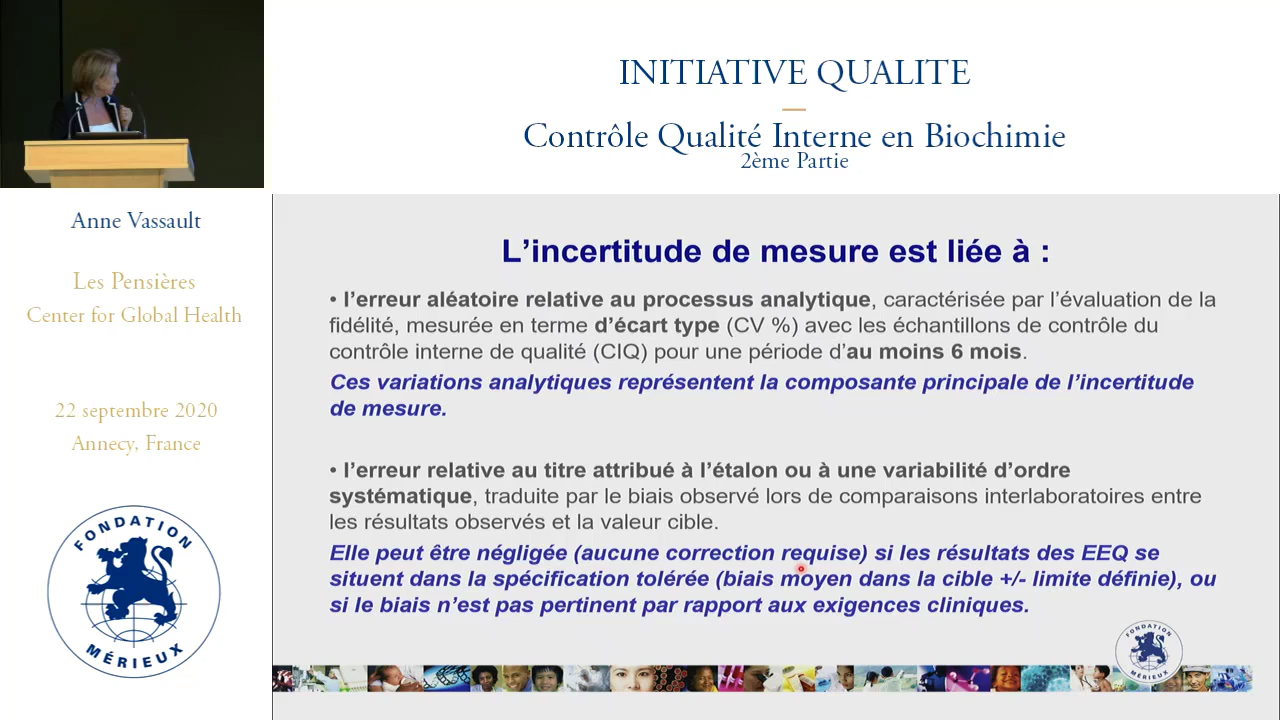 INITIATIVE QUALITE
Contrôle Qualité Interne en Biochimie
2ème Partie
Anne Vassault
Les Pensières
Center for Global Health
22 septembre 2020
Annecy, France
FONDATION
MÉRIEUX
L’incertitude de mesure est liée à :
• l’erreur aléatoire relative au processus analytique, caractérisée par l’évaluation de la
fidélité, mesurée en terme d’écart type (CV %) avec les échantillons de contrôle du
contrôle interne de qualité (CIQ) pour une période d’au moins 6 mois.
Ces variations analytiques représentent la composante principale de l’incertitude
de mesure.
• l’erreur relative au titre attribué à l’étalon ou à une variabilité d’ordre
systématique, traduite par le biais observé lors de comparaisons interlaboratoires entre
les résultats observés et la valeur cible.
Elle peut être négligée (aucune correction requise) si les résultats des EEQ se
situent dans la spécification tolérée (biais moyen dans la cible +/- limite définie), ou
si le biais n’est pas pertinent par rapport aux exigences cliniques.
FONDATION
MÉRIEUX